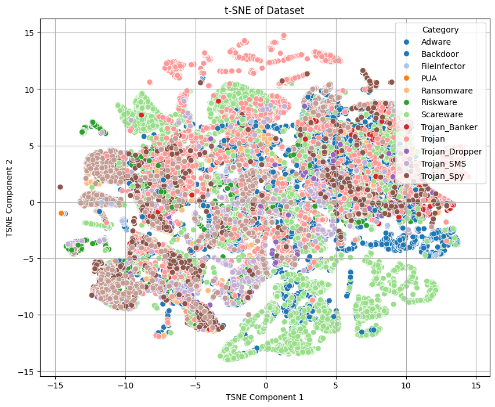 t-SNE of Dataset
Category
Adware
Backdoor
FileInfector
PUA
Ransomware
Riskware
Scareware
Trojan_Banker
Trojan
Trojan_Dropper
Trojan_SMS
Trojan_Spy
TSNE Component 2
15
10
5
0
−5
−10
−15
−15
−10
−5
0
5
10
15
TSNE Component 1